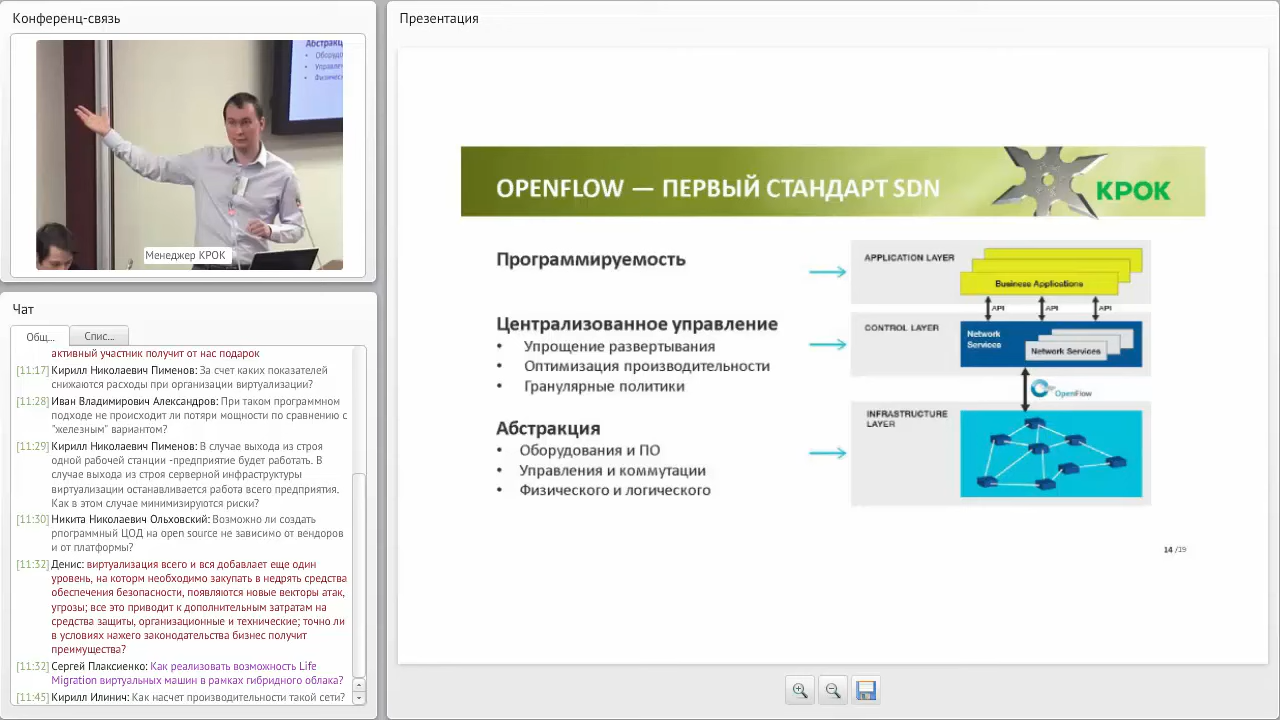 Конференц-связь
Абстракц
Оборудо
Управлен
Физическ
Менеджер КРОК
Чат
Общ...
Спис...
активный участник получит от нас подарок
[11:17] Кирилл Николаевич Пименов: За счет каких показателей
снижаются расходы при организации виртуализации?
[11:28] Иван Владимирович Александров: При таком программном
подходе не происходит ли потяри мощности по сравнению с
"железным" вариантом?
[11:29] Кирилл Николаевич Пименов: В случае выхода из строя
одной рабочей станции -предприятие будет работать. В
случае выхода из строя серверной инфраструктуры
виртуализации останавливается работа всего предприятия.
Как в этом случае минимизируются риски?
[11:30] Никита Николаевич Ольховский: Возможно ли создать
рпограммный ЦОД на open source не зависимо от вендоров
и от платформы?
[11:32] Денис: виртуализация всего и вся добавляет еще один
уровень, на которм необходимо закупать в недрять средства
обеспечения безопасности, появляются новые векторы атак,
угрозы; все это приводит к дополнительным затратам на
средства защиты, организационные и технические; точно ли
в условиях нажего законодательства бизнес получит
преимущества?
[11:32] Сергей Плаксиенко: Как реализовать возможность Life
Migration виртуальных машин в рамках гибридного облака?
[11:45] Кирилл Илинич: Как насчет производительности такой сети?
Презентация
OPENFLOW — ПЕРВЫЙ СТАНДАРТ SDN
КРОК
Программируемость
Централизованное управление
• Упрощение развертывания
• Оптимизация производительности
• Гранулярные политики
Абстракция
• Оборудования и ПО
• Управления и коммутации
• Физического и логического
APPLICATION LAYER
Business Applications
API API API
CONTROL LAYER
Network
Services
Network Services
OpenFlow
INFRASTRUCTURE
LAYER
14 /19